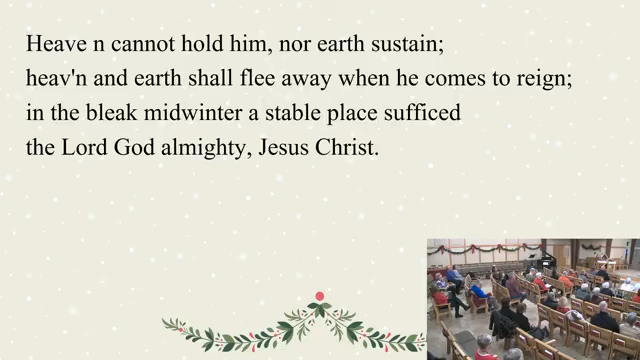 Heave n cannot hold him, nor earth sustain;
heav'n and earth shall flee away when he comes to reign;
in the bleak midwinter a stable place sufficed
the Lord God almighty, Jesus Christ.